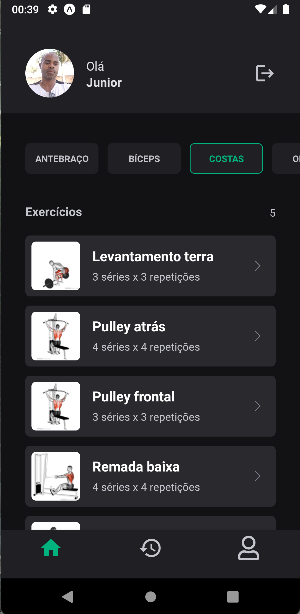 00:39
Olá
Junior
ANTEBRAÇO
BÍCEPS
COSTAS
Exercícios
5
Levantamento terra
3 séries x 3 repetições
Pulley atrás
4 séries x 4 repetições
Pulley frontal
3 séries x 3 repetições
Remada baixa
4 séries x 4 repetições